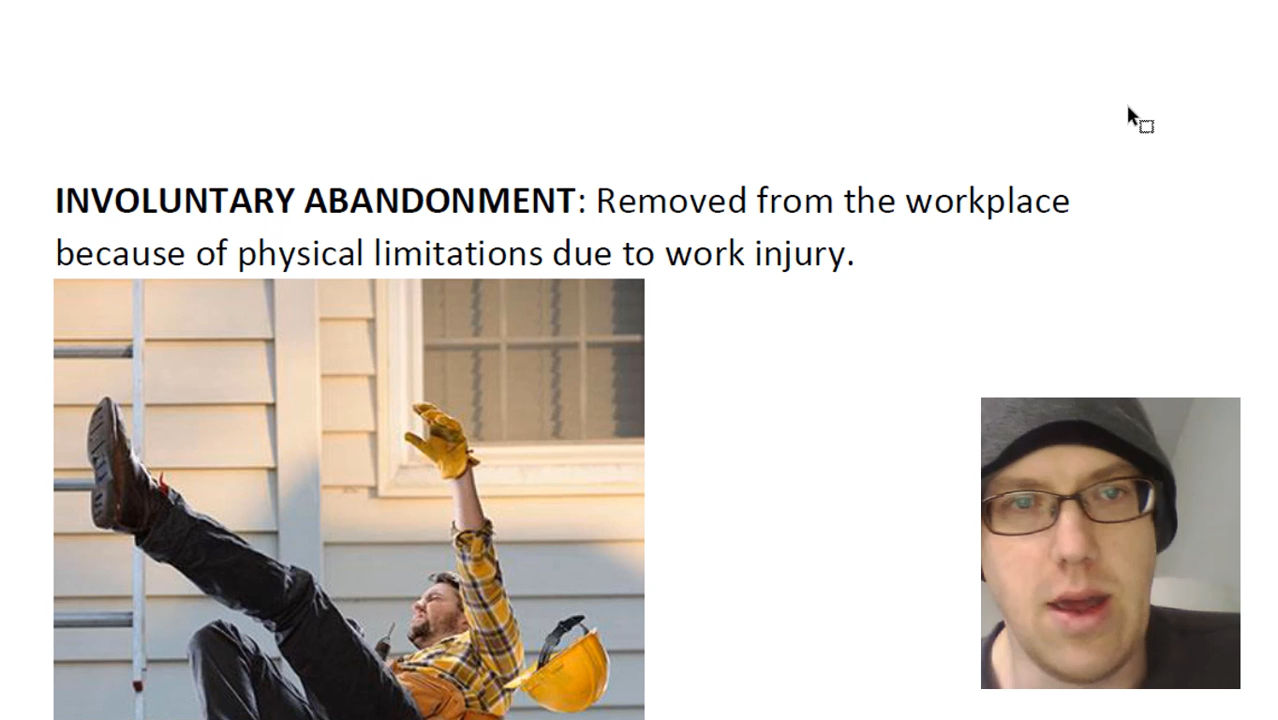 INVOLUNTARY ABANDONMENT: Removed from the workplace
because of physical limitations due to work injury.